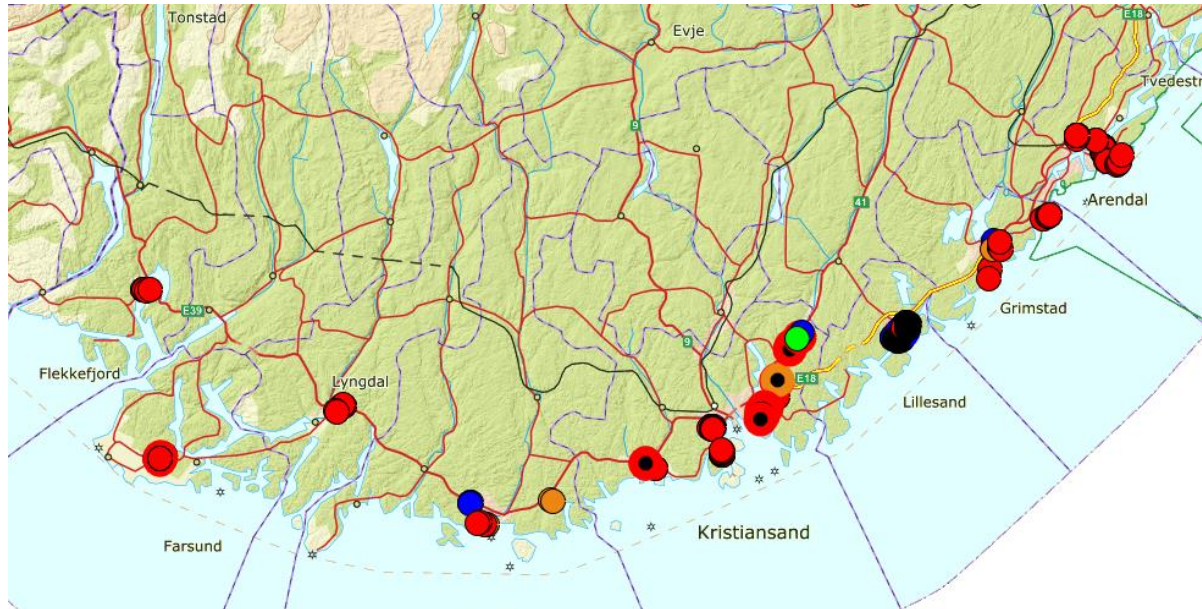 Tonstad
E18
Evje
Tvedestr
9
Arendal
41
E39
Grimstad
9
Flekkefjord
Lyngdal
E18
Lillesand
Kristiansand
Farsund